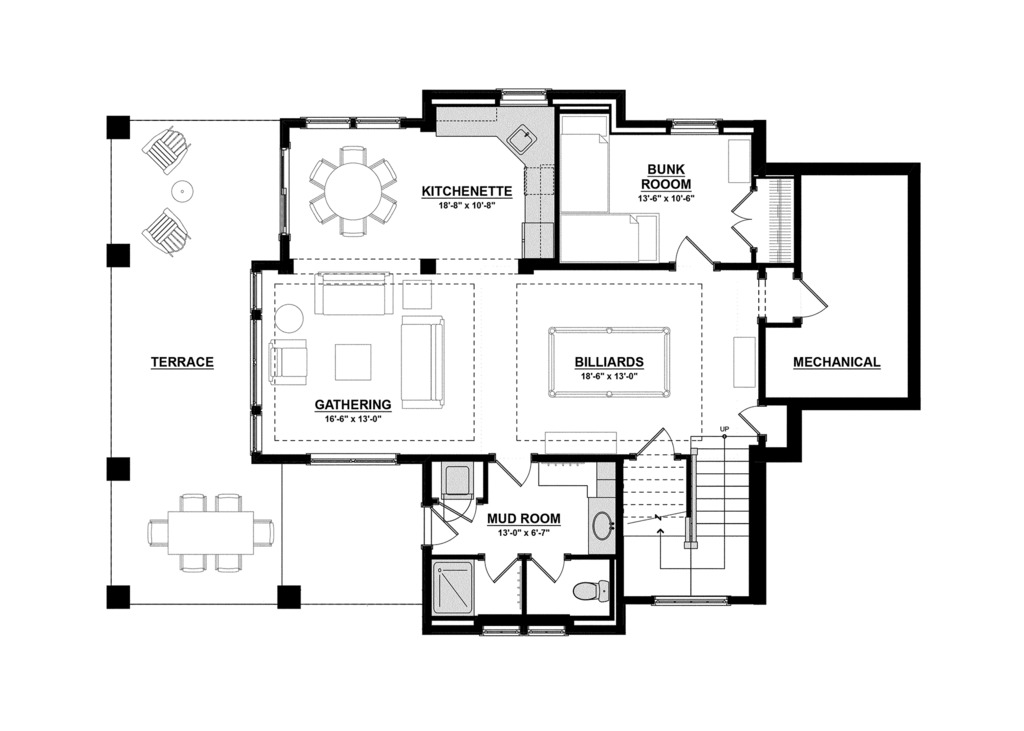 KITCHENETTE
18'-8" x 10'-8"
BUNK
ROOOM
13'-6" x 10'-6"
TERRACE
BILLIARDS
18'-6" x 13'-0"
MECHANICAL
GATHERING
16'-6" x 13'-0"
UP
MUD ROOM
13'-0" x 6'-7"